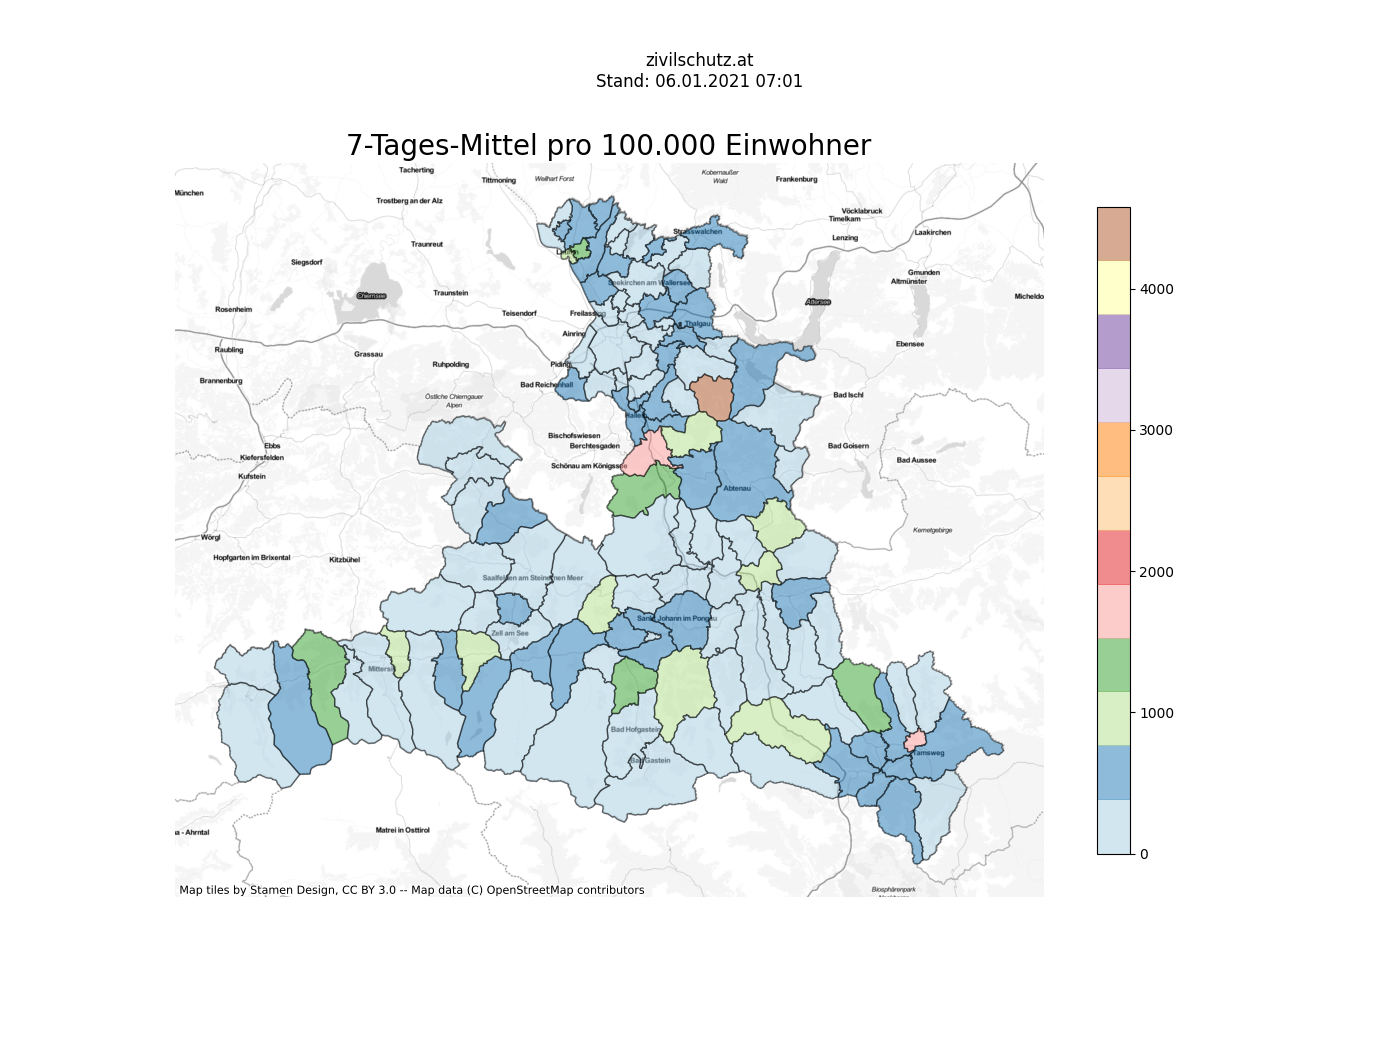 zivilschutz.at
Stand: 06.01.2021 07:01
7-Tages-Mittel pro 100.000 Einwohner
Tacherting
Tittmoning
Weilhart Forst
Kobernaußer
Wald
Frankenburg
München
Trostberg an der Alz
Vöcklabruck
Timelkam
Laakirchen
Strasswalchen
Lenzing
Traunreut
Siegsdorf
Gmunden
Altmünster
Seekirchen am Wallersee
Traunstein
Chiemsee
Attersee
Micheldo
Rosenheim
Teisendorf
Freilassing
Thalgau
Ainring
Ebensee
Raubling
Grassau
Ruhpolding
Piding
Brannenburg
Bad Reichenhall
Bad Ischl
Östliche Chiemgauer
Alpen
Bischofswiesen
Berchtesgaden
Bad Goisern
Ebbs
Kiefersfelden
Schönau am Königssee
Bad Aussee
Kufstein
Abtenau
Wörgl
Kemetgebirge
Hopfgarten im Brixental
Kitzbühel
Saalfelden am Steinernen Meer
Sankt Johann im Pongau
Zell am See
Mittersill
Bad Hofgastein
Bad Gastein
Tamsweg
a - Ahrntal
Matrei in Osttirol
Biosphärenpark
Map tiles by Stamen Design, CC BY 3.0 -- Map data (C) OpenStreetMap contributors
4000
3000
2000
1000
0